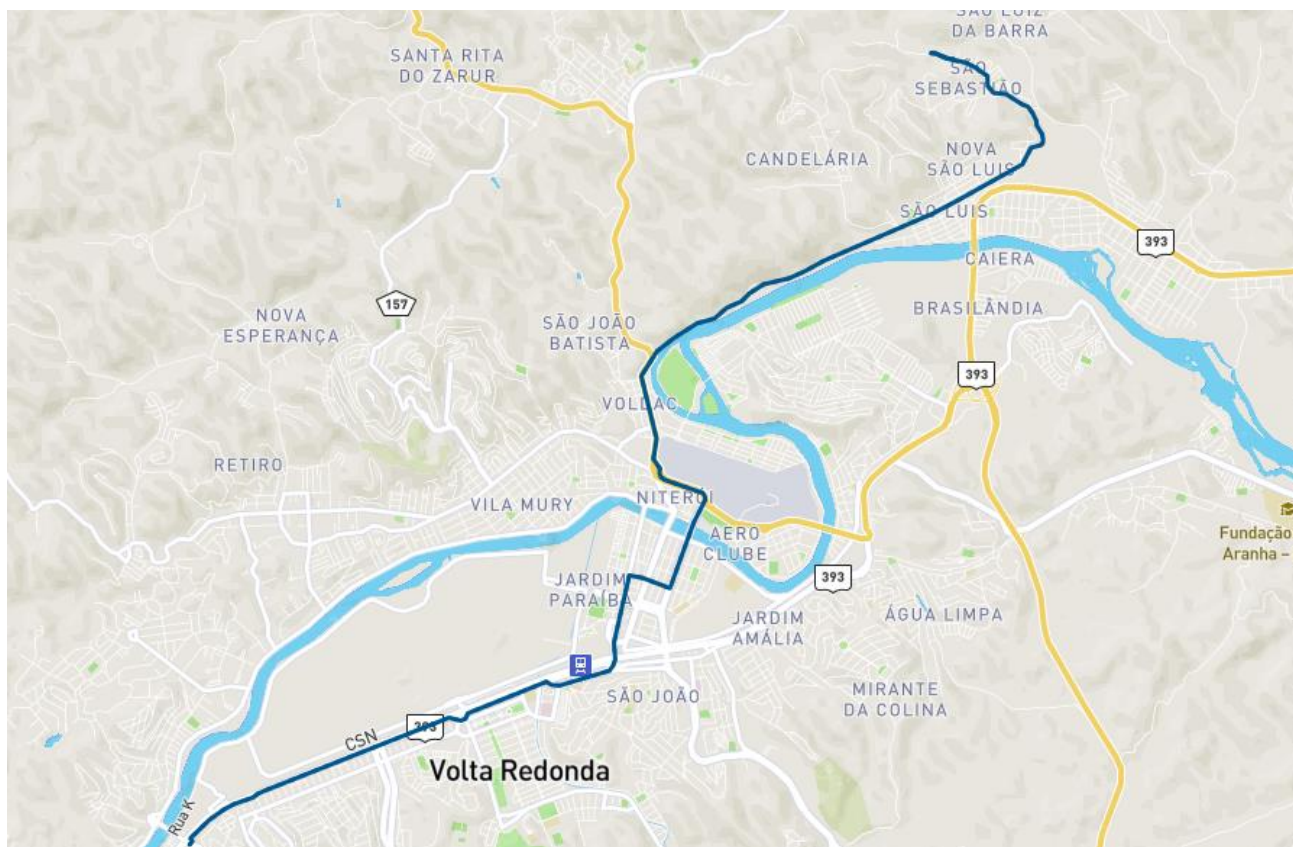 SÃO LUIZ
DA BARRA
SANTA RITA
DO ZARUR
SÃO
SEBASTIÃO
CANDELÁRIA
NOVA
SÃO LUIS
SÃO LUIS
393
CAIERA
157
NOVA
ESPERANÇA
SÃO JOÃO
BATISTA
BRASILÂNDIA
393
VOLDAC
RETIRO
VILA MURY
NITERÓI
AERO
CLUBE
Fundação
Aranha –
JARDIM
PARAÍBA
393
JARDIM
AMÁLIA
ÁGUA LIMPA
SÃO JOÃO
MIRANTE
DA COLINA
CSN
393
Volta Redonda
Rua K